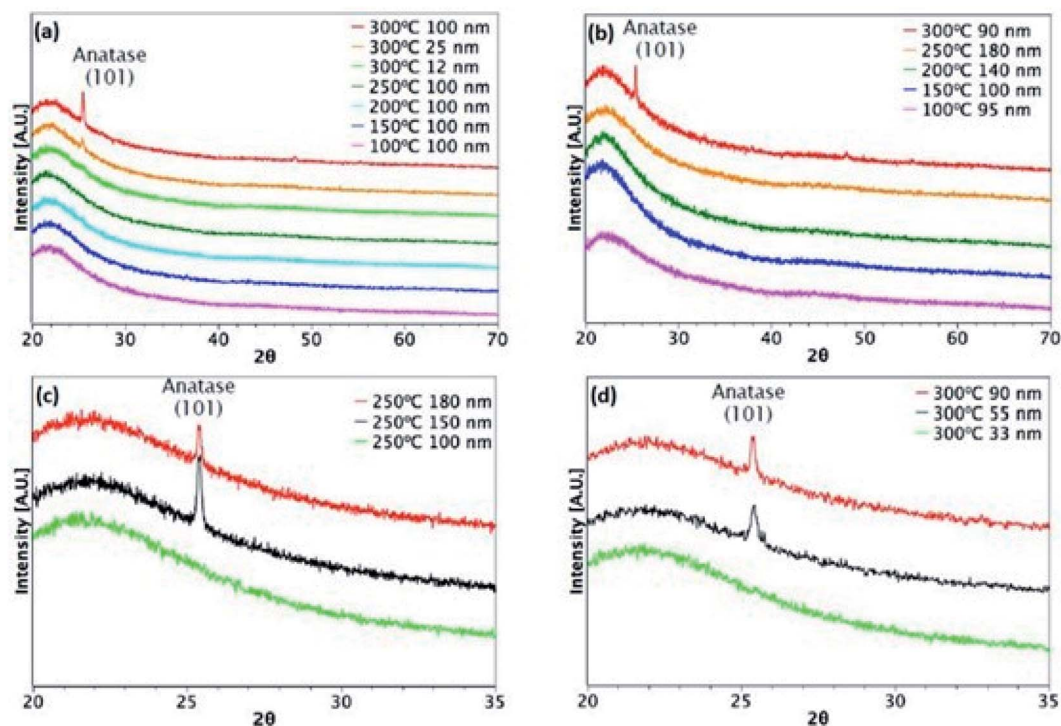 (a)
Anatase
(101)
300ºC 100 nm
300ºC 25 nm
300ºC 12 nm
250ºC 100 nm
200ºC 100 nm
150ºC 100 nm
100ºC 100 nm
Intensity [A.U.]
20 30 40 50 60 70
2θ
(b)
Anatase
(101)
300ºC 90 nm
250ºC 180 nm
200ºC 140 nm
150ºC 100 nm
100ºC 95 nm
Intensity [A.U.]
20 30 40 50 60 70
2θ
(c)
Anatase
(101)
250ºC 180 nm
250ºC 150 nm
250ºC 100 nm
Intensity [A.U.]
20 25 30 35
2θ
(d)
Anatase
(101)
300ºC 90 nm
300ºC 55 nm
300ºC 33 nm
Intensity [A.U.]
20 25 30 35
2θ